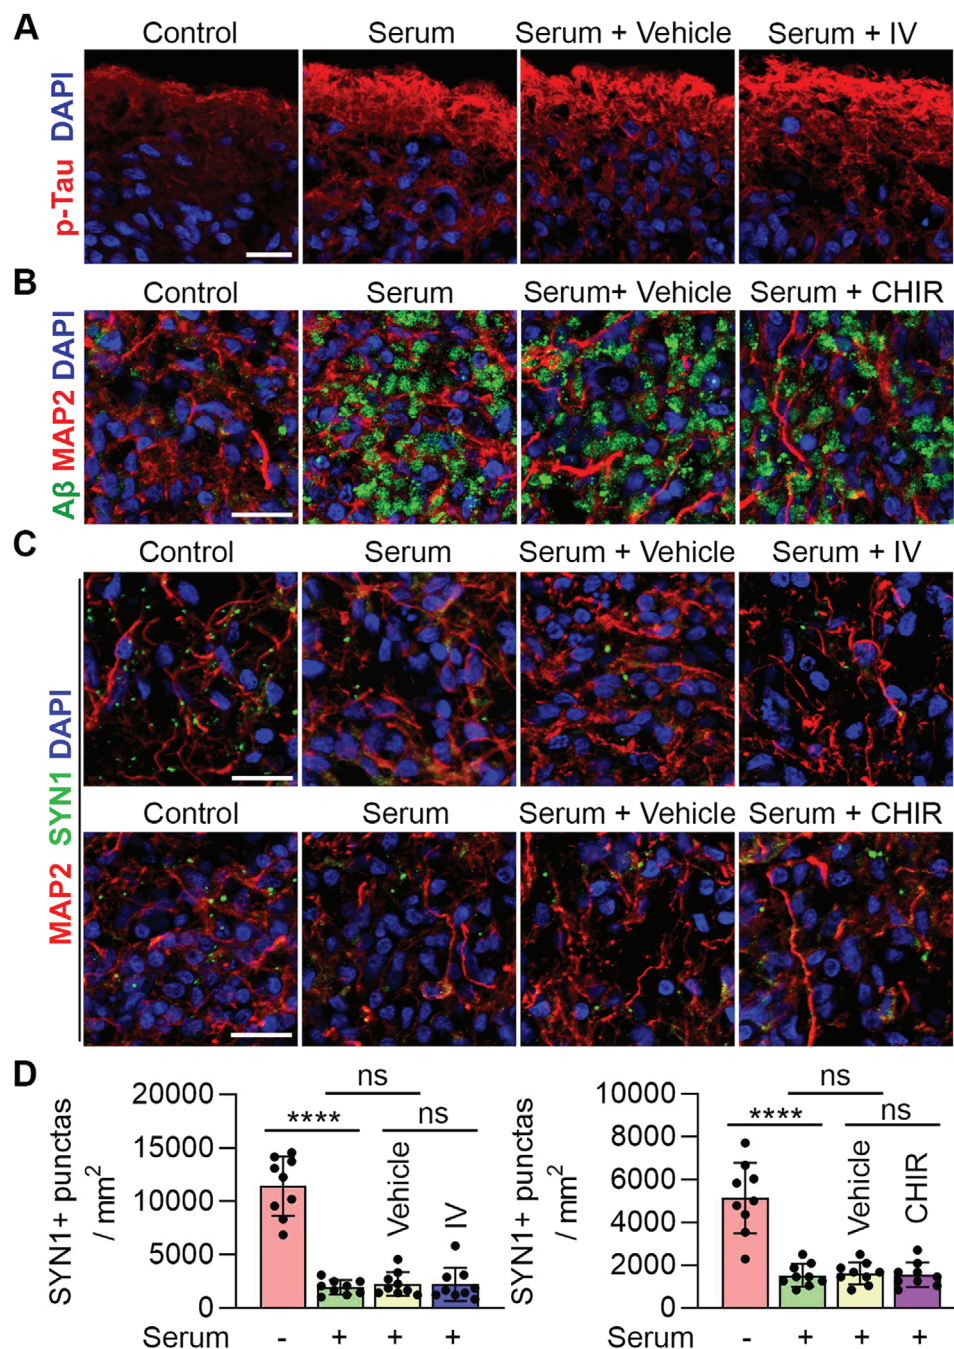 A
Control Serum Serum + Vehicle Serum + IV
p-Tau DAPI
B
Control Serum Serum+ Vehicle Serum + CHIR
Aβ MAP2 DAPI
C
Control Serum Serum + Vehicle Serum + IV
MAP2 SYN1 DAPI
Control Serum Serum + Vehicle Serum + CHIR
D
SYN1+ punctas
/ mm2
20000
15000
10000
5000
0
ns
**** ns
Vehicle
IV
Serum - + + +
SYN1+ punctas
/ mm2
10000
8000
6000
4000
2000
0
ns
**** ns
Vehicle
CHIR
Serum - + + +